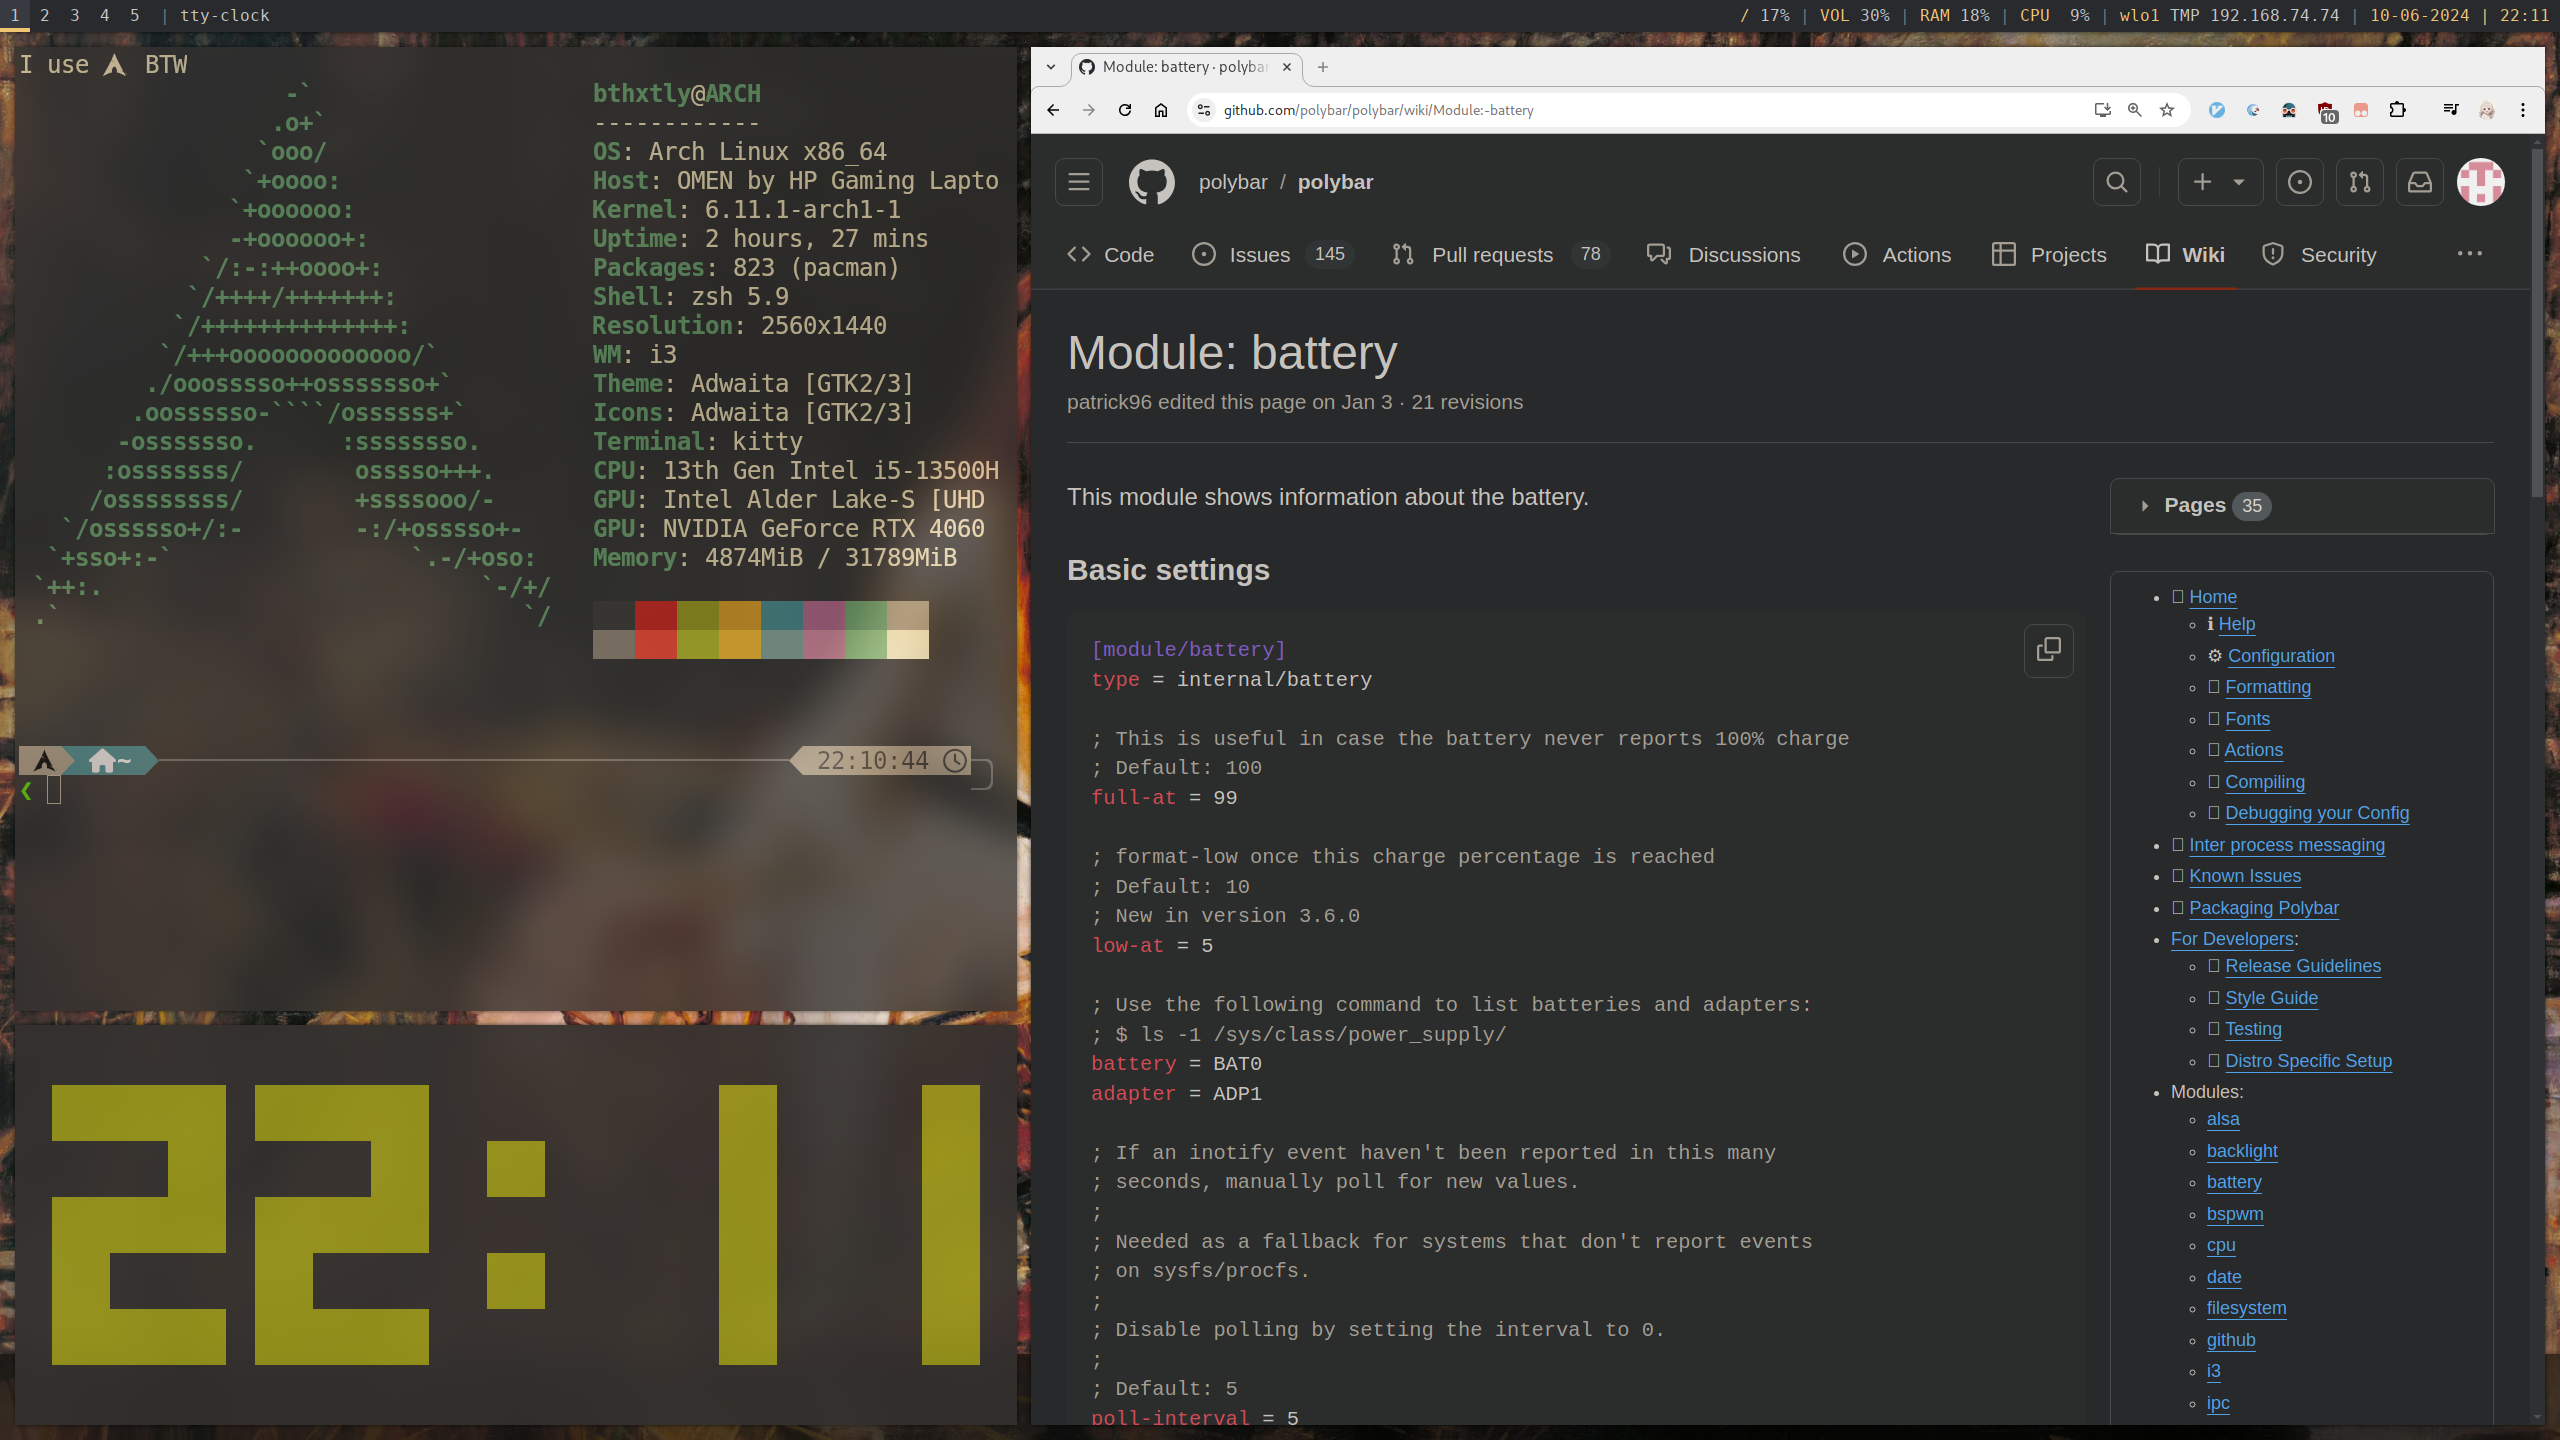 1 2 3 4 5 | tty-clock
/ 17% | VOL 30% | RAM 18% | CPU 9% | wlo1 TMP 192.168.74.74 | 10-06-2024 | 22:11
I use BTW
bthxtly@ARCH
------------
OS: Arch Linux x86_64
Host: OMEN by HP Gaming Lapto
Kernel: 6.11.1-arch1-1
Uptime: 2 hours, 27 mins
Packages: 823 (pacman)
Shell: zsh 5.9
Resolution: 2560x1440
WM: i3
Theme: Adwaita [GTK2/3]
Icons: Adwaita [GTK2/3]
Terminal: kitty
CPU: 13th Gen Intel i5-13500H
GPU: Intel Alder Lake-S [UHD
GPU: NVIDIA GeForce RTX 4060
Memory: 4874MiB / 31789MiB
~
22:10:44
❮
22:11
Module: battery · polybar
github.com/polybar/polybar/wiki/Module:-battery
10
polybar / polybar
Code Issues 145 Pull requests 78 Discussions Actions Projects Wiki Security
Module: battery
patrick96 edited this page on Jan 3 · 21 revisions
This module shows information about the battery.
Basic settings
[module/battery]
type = internal/battery
; This is useful in case the battery never reports 100% charge
; Default: 100
full-at = 99
; format-low once this charge percentage is reached
; Default: 10
; New in version 3.6.0
low-at = 5
; Use the following command to list batteries and adapters:
; $ ls -1 /sys/class/power_supply/
battery = BAT0
adapter = ADP1
; If an inotify event haven't been reported in this many
; seconds, manually poll for new values.
;
; Needed as a fallback for systems that don't report events
; on sysfs/procfs.
;
; Disable polling by setting the interval to 0.
;
; Default: 5
poll-interval = 5
Pages 35
Home
Help
Configuration
Formatting
Fonts
Actions
Compiling
Debugging your Config
Inter process messaging
Known Issues
Packaging Polybar
For Developers:
Release Guidelines
Style Guide
Testing
Distro Specific Setup
Modules:
alsa
backlight
battery
bspwm
cpu
date
filesystem
github
i3
ipc